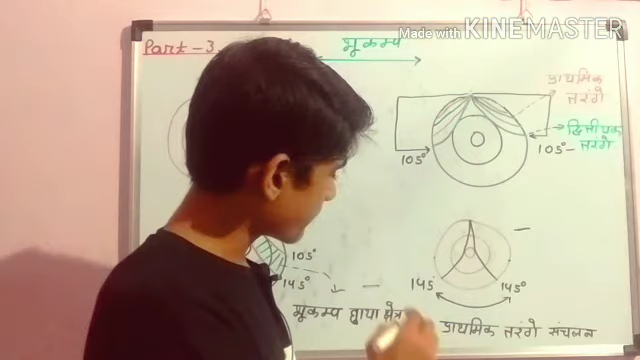 Made with KINEMASTER
Part-3
भूकम्प
प्राथमिक
तरंगे
द्वितीयक
तरंगे
105°
105°-
105°
145°
145
145°
भूकम्प छाया क्षेत्र
प्राथमिक तरंगे संचलन